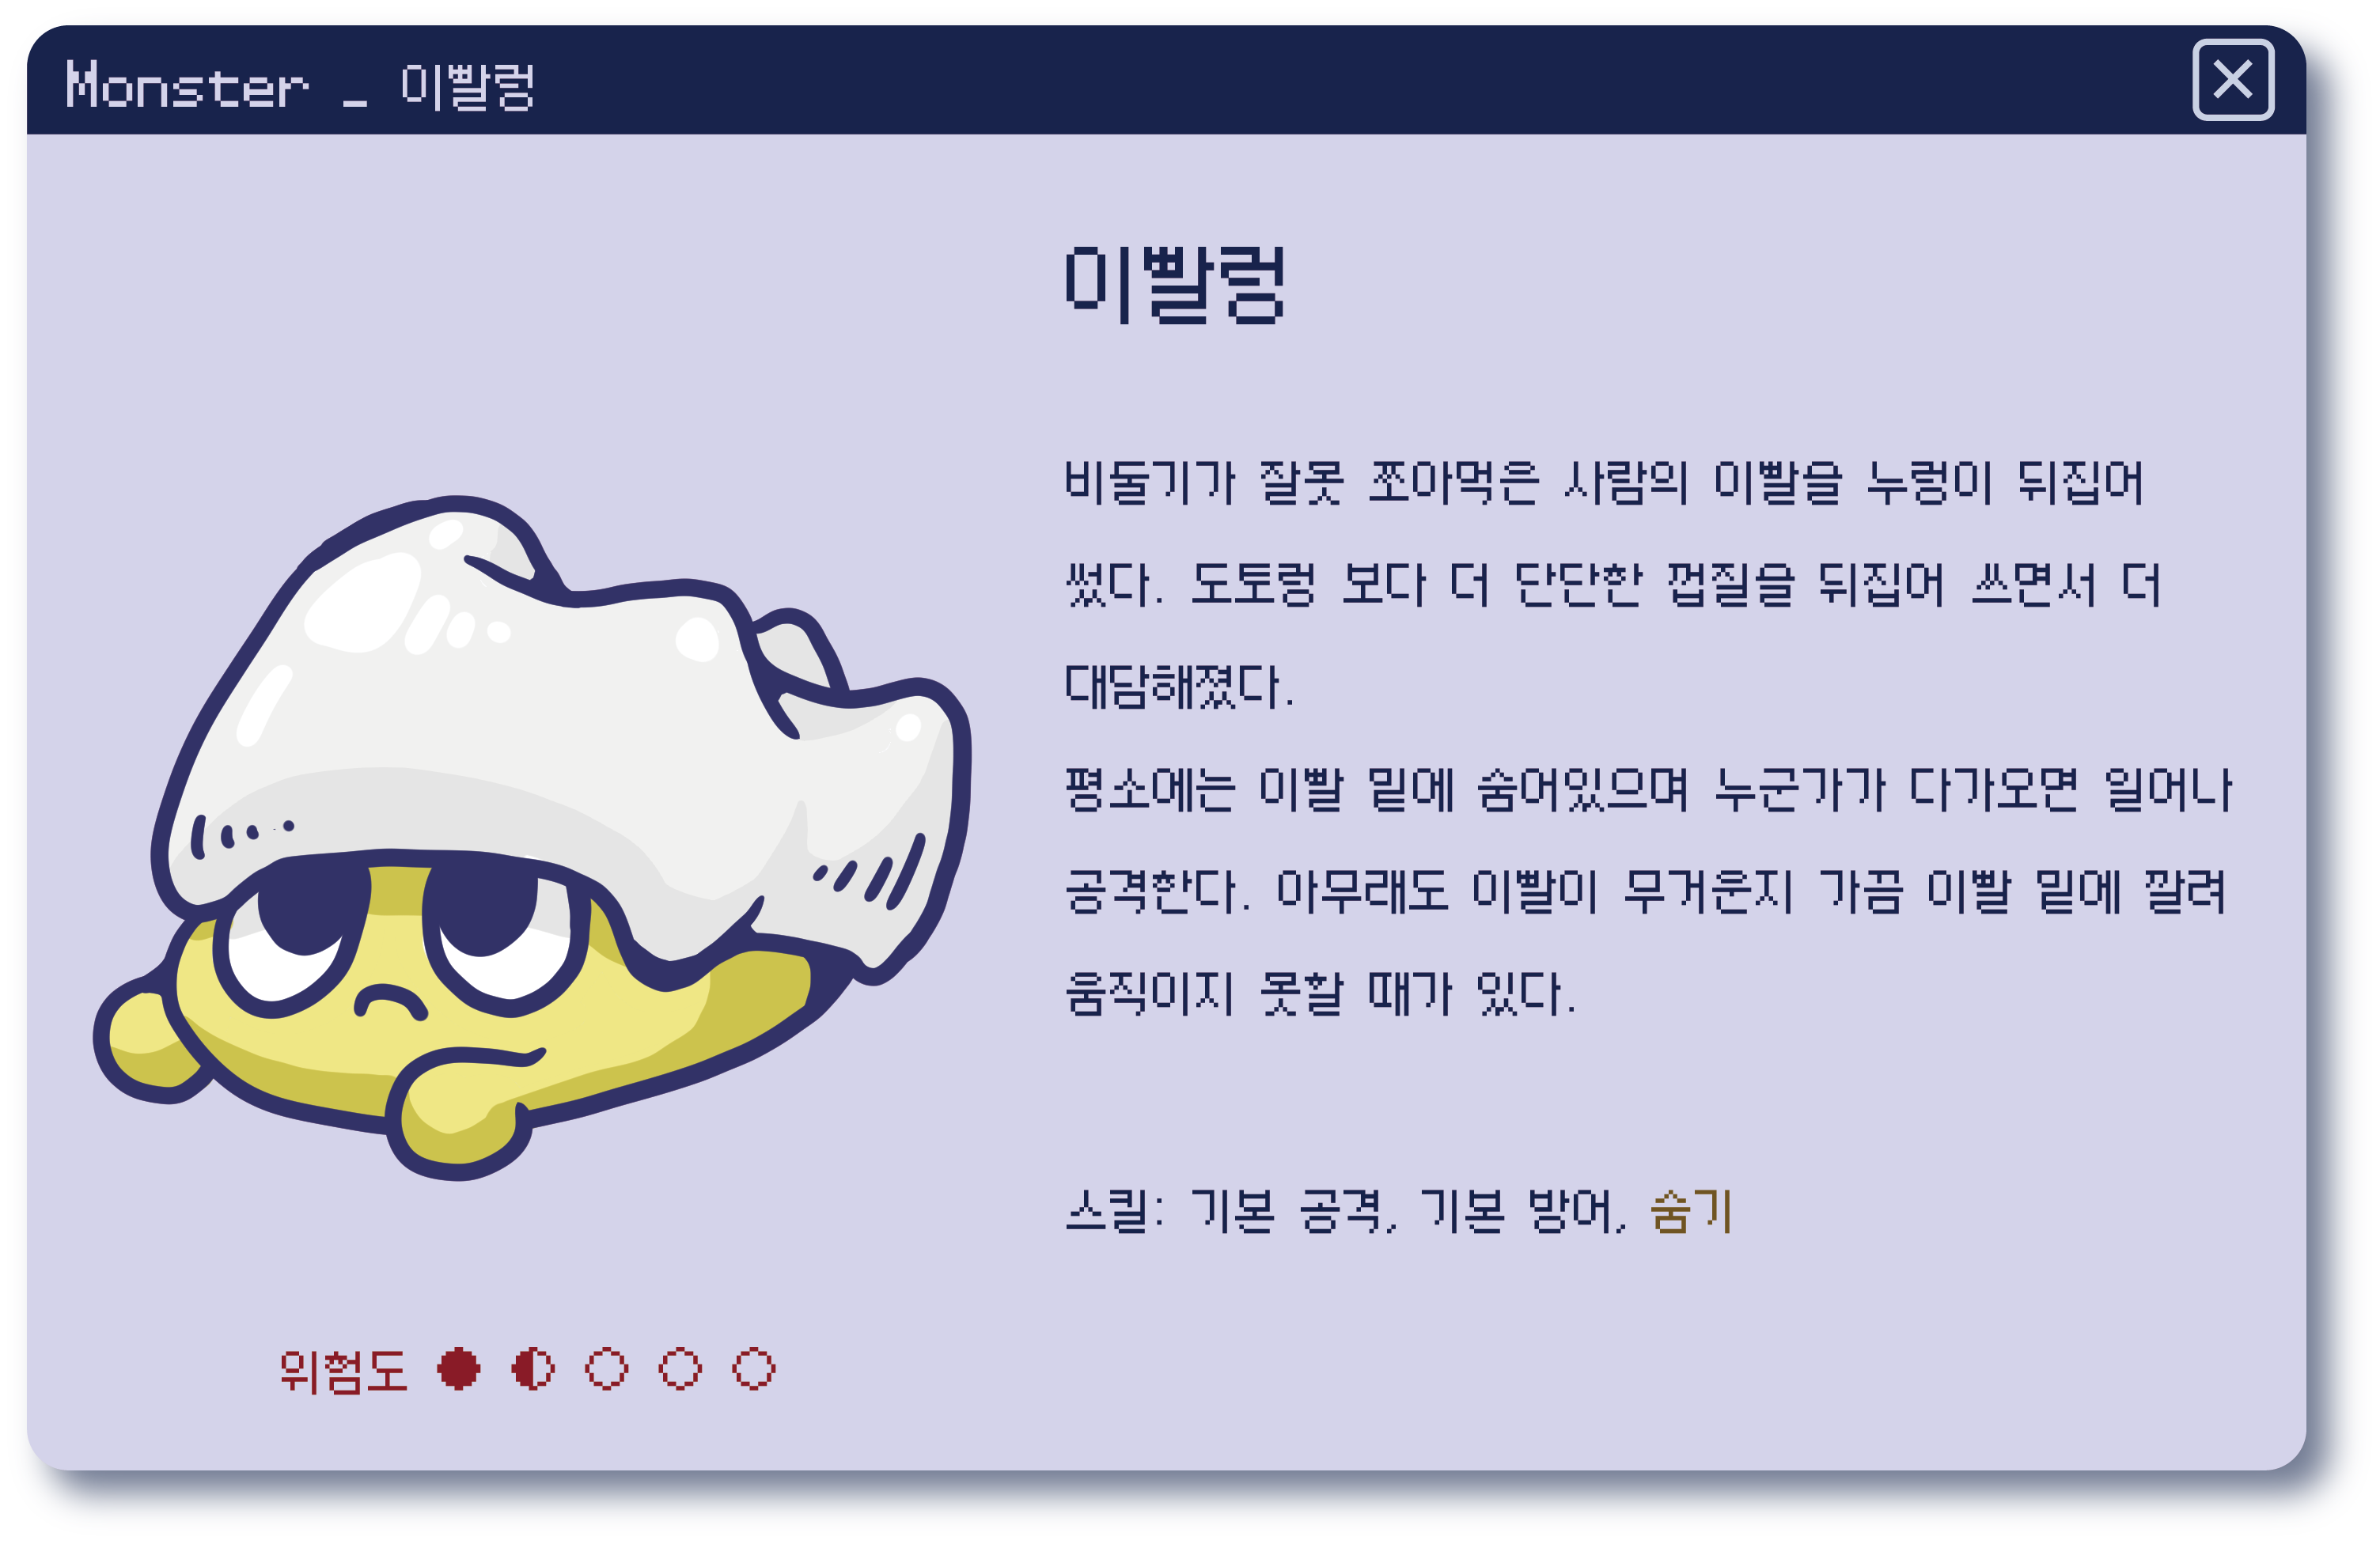 Monster _ 이빨렁
이빨렁
비둘기가 잘못 쪼아먹은 사람의 이빨을 누렁이 뒤집어
썼다. 도토렁 보다 더 단단한 껍질을 뒤집어 쓰면서 더
대담해졌다.
평소에는 이빨 밑에 숨어있으며 누군가가 다가오면 일어나
공격한다. 아무래도 이빨이 무거운지 가끔 이빨 밑에 깔려
움직이지 못할 때가 있다.
스킬: 기본 공격, 기본 방어, 숨기
위험도 ● ◐ ○ ○ ○